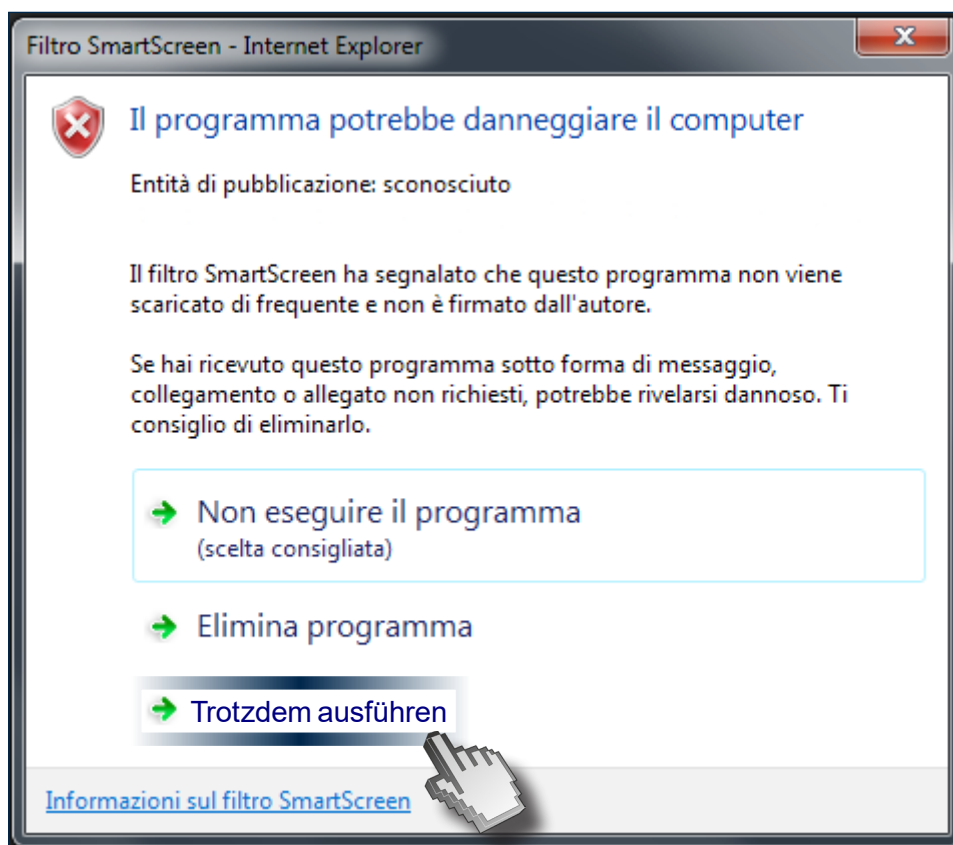 Filtro SmartScreen - Internet Explorer
Il programma potrebbe danneggiare il computer
Entità di pubblicazione: sconosciuto
Il filtro SmartScreen ha segnalato che questo programma non viene
scaricato di frequente e non è firmato dall'autore.
Se hai ricevuto questo programma sotto forma di messaggio,
collegamento o allegato non richiesti, potrebbe rivelarsi dannoso. Ti
consiglio di eliminarlo.
Non eseguire il programma
(scelta consigliata)
Elimina programma
Trotzdem ausführen
Informazioni sul filtro SmartScreen